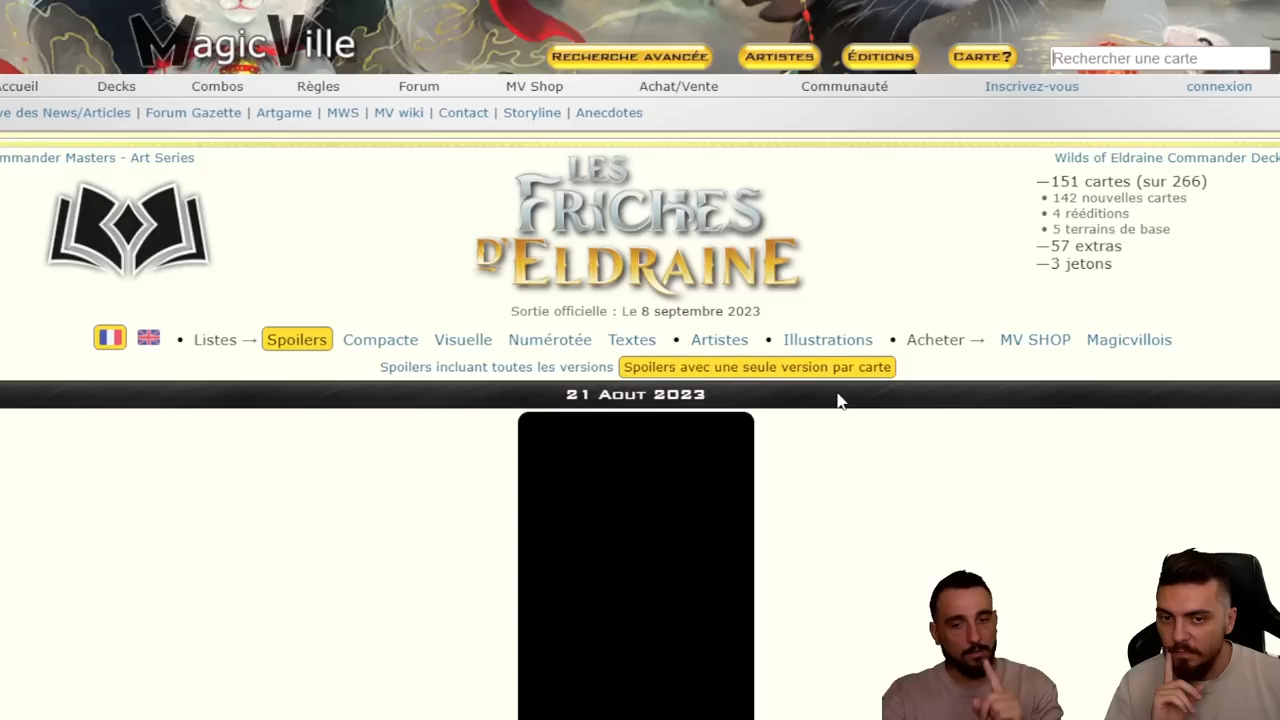 MagicVille
Recherche avancée
Artistes
Éditions
Carte?
Rechercher une carte
ccueil
Decks
Combos
Règles
Forum
MV Shop
Achat/Vente
Communauté
Inscrivez-vous
connexion
ve des News/Articles | Forum Gazette | Artgame | MWS | MV wiki | Contact | Storyline | Anecdotes
mmander Masters - Art Series
Wilds of Eldraine Commander Deck
LES
FRICHES
D'ELDRAINE
—151 cartes (sur 266)
• 142 nouvelles cartes
• 4 rééditions
• 5 terrains de base
—57 extras
—3 jetons
Sortie officielle : Le 8 septembre 2023
• Listes → Spoilers Compacte Visuelle Numérotée Textes • Artistes • Illustrations • Acheter → MV SHOP Magicvillois
Spoilers incluant toutes les versions Spoilers avec une seule version par carte
21 Aout 2023